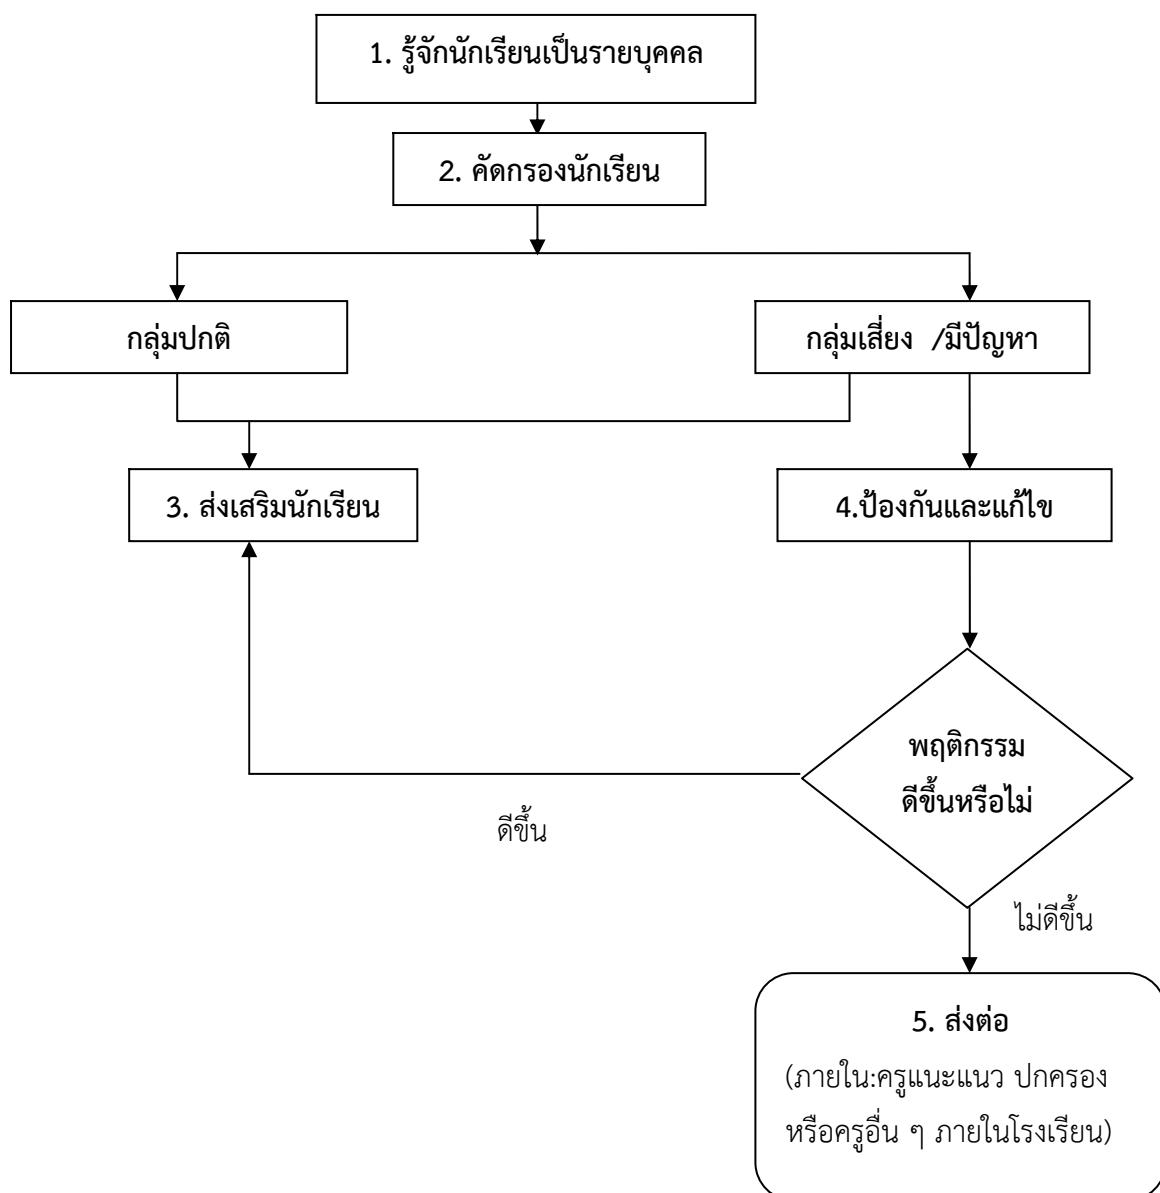 1. รู้จักนักเรียนเป็นรายบุคคล
2. คัดกรองนักเรียน
กลุ่มปกติ
กลุ่มเสี่ยง /มีปัญหา
3. ส่งเสริมนักเรียน
4.ป้องกันและแก้ไข
พฤติกรรม
ดีขึ้นหรือไม่
ดีขึ้น
ไม่ดีขึ้น
5. ส่งต่อ
(ภายใน:ครูแนะแนว ปกครอง
หรือครูอื่น ๆ ภายในโรงเรียน)